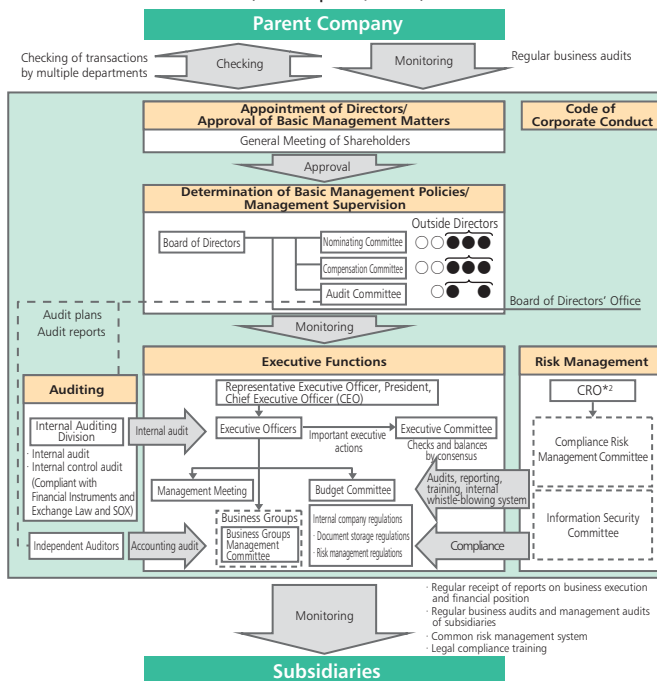 Parent Company
Checking of transactions
by multiple departments
Checking
Monitoring
Regular business audits
Appointment of Directors/
Approval of Basic Management Matters
General Meeting of Shareholders
Code of
Corporate Conduct
Approval
Determination of Basic Management Policies/
Management Supervision
Outside Directors
Board of Directors
Nominating Committee
Compensation Committee
Audit Committee
Board of Directors' Office
Audit plans
Audit reports
Monitoring
Executive Functions
Risk Management
Auditing
Representative Executive Officer, President,
Chief Executive Officer (CEO)
CRO*2
Internal Auditing
Division
Internal audit
Executive Officers
Important executive
actions
Executive Committee
Checks and balances
by consensus
Compliance Risk
Management Committee
· Internal audit
· Internal control audit
(Compliant with
Financial Instruments and
Exchange Law and SOX)
Management Meeting
Budget Committee
Audits, reporting,
training, internal
whistle-blowing system
Business Groups
Business Groups
Management
Committee
Internal company regulations
· Document storage regulations
· Risk management regulations
Information Security
Committee
Independent Auditors
Accounting audit
Compliance
Monitoring
· Regular receipt of reports on business execution
and financial position
· Regular business audits and management audits
of subsidiaries
· Common risk management system
· Legal compliance training
Subsidiaries